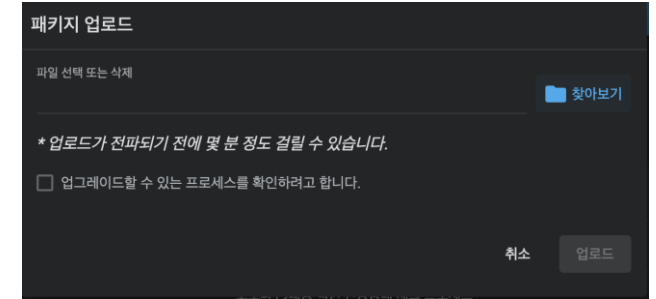 패키지 업로드
파일 선택 또는 삭제
찾아보기
* 업로드가 전파되기 전에 몇 분 정도 걸릴 수 있습니다.
업그레이드할 수 있는 프로세스를 확인하려고 합니다.
취소
업로드